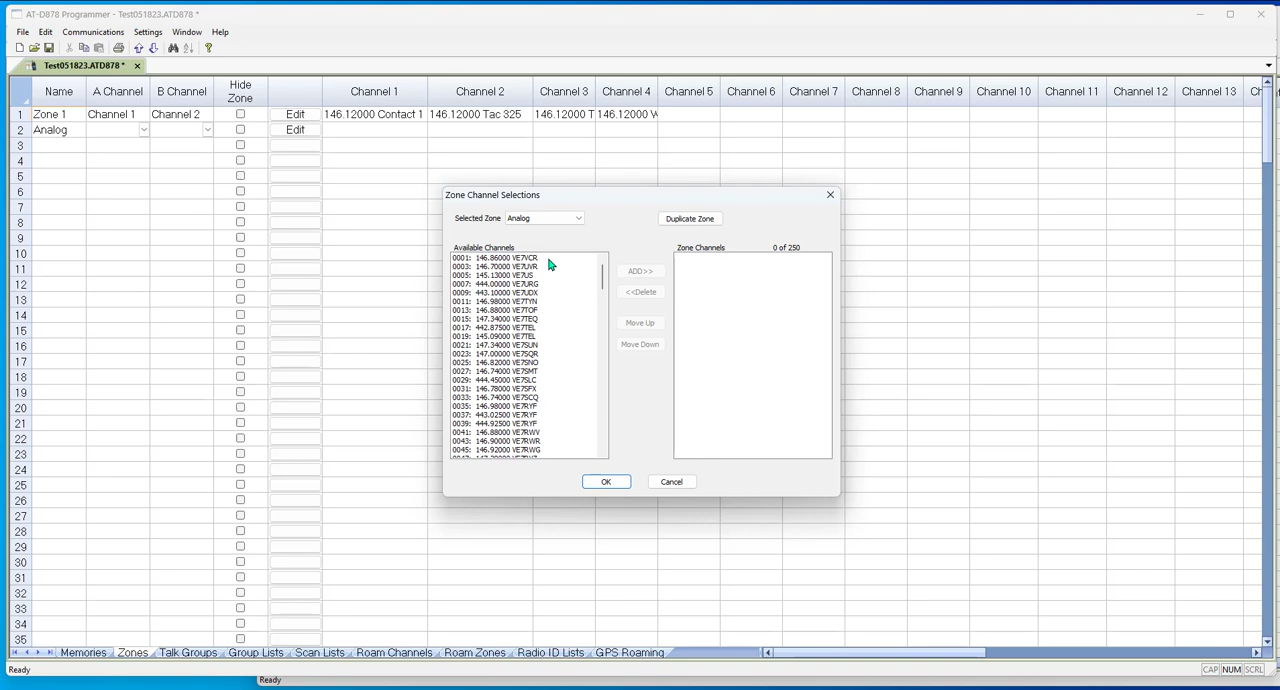 AT-D878 Programmer - Test051823.ATD878 *
File Edit Communications Settings Window Help
Test051823.ATD878 *
Name A Channel B Channel Hide Zone Channel 1 Channel 2 Channel 3 Channel 4 Channel 5 Channel 6 Channel 7 Channel 8 Channel 9 Channel 10 Channel 11 Channel 12 Channel 13
1 Zone 1 Channel 1 Channel 2 Edit 146.12000 Contact 1 146.12000 Tac 325 146.12000 T 146.12000 W
2 Analog Edit
3
4
5
6
7
8
9
10
11
12
13
14
15
16
17
18
19
20
21
22
23
24
25
26
27
28
29
30
31
32
33
34
35
Zone Channel Selections
Selected Zone Analog Duplicate Zone
Available Channels Zone Channels 0 of 250
0001: 146.86000 VE7VCR
0003: 146.70000 VE7UVR
0005: 145.13000 VE7US
0007: 444.00000 VE7URG
0009: 443.10000 VE7UDX
0011: 146.98000 VE7TYN
0013: 146.88000 VE7TOF
0015: 147.34000 VE7TEQ
0017: 442.87500 VE7TEL
0019: 145.09000 VE7TEL
0021: 147.34000 VE7SUN
0023: 147.00000 VE7SQR
0025: 146.82000 VE7SNO
0027: 146.74000 VE7SMT
0029: 444.45000 VE7SLC
0031: 146.78000 VE7SFX
0033: 146.74000 VE7SCQ
0035: 146.98000 VE7RYF
0037: 443.02500 VE7RYF
0039: 444.92500 VE7RYF
0041: 146.88000 VE7RWV
0043: 146.90000 VE7RWR
0045: 146.92000 VE7RWG
ADD>>
<<Delete
Move Up
Move Down
OK Cancel
Memories Zones Talk Groups Group Lists Scan Lists Roam Channels Roam Zones Radio ID Lists GPS Roaming
Ready CAP NUM SCRL
Ready